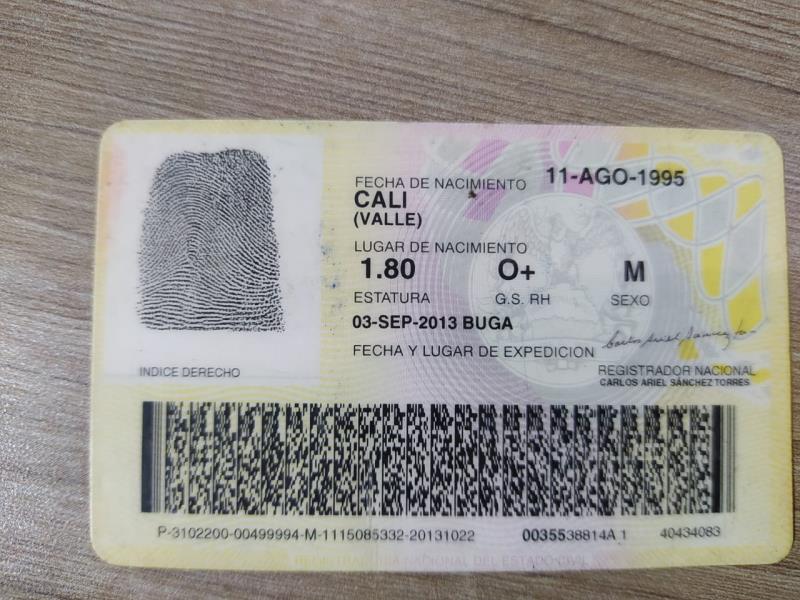 FECHA DE NACIMIENTO 11-AGO-1995
CALI
(VALLE)
LUGAR DE NACIMIENTO
1.80 O+ M
ESTATURA G.S. RH SEXO
03-SEP-2013 BUGA
FECHA Y LUGAR DE EXPEDICION
INDICE DERECHO
REGISTRADOR NACIONAL
CARLOS ARIEL SÁNCHEZ TORRES
P-3102200-00499994-M-1115085332-20131022 0035538814A 1 40434083
REGISTRADURIA NACIONAL DEL ESTADO CIVIL